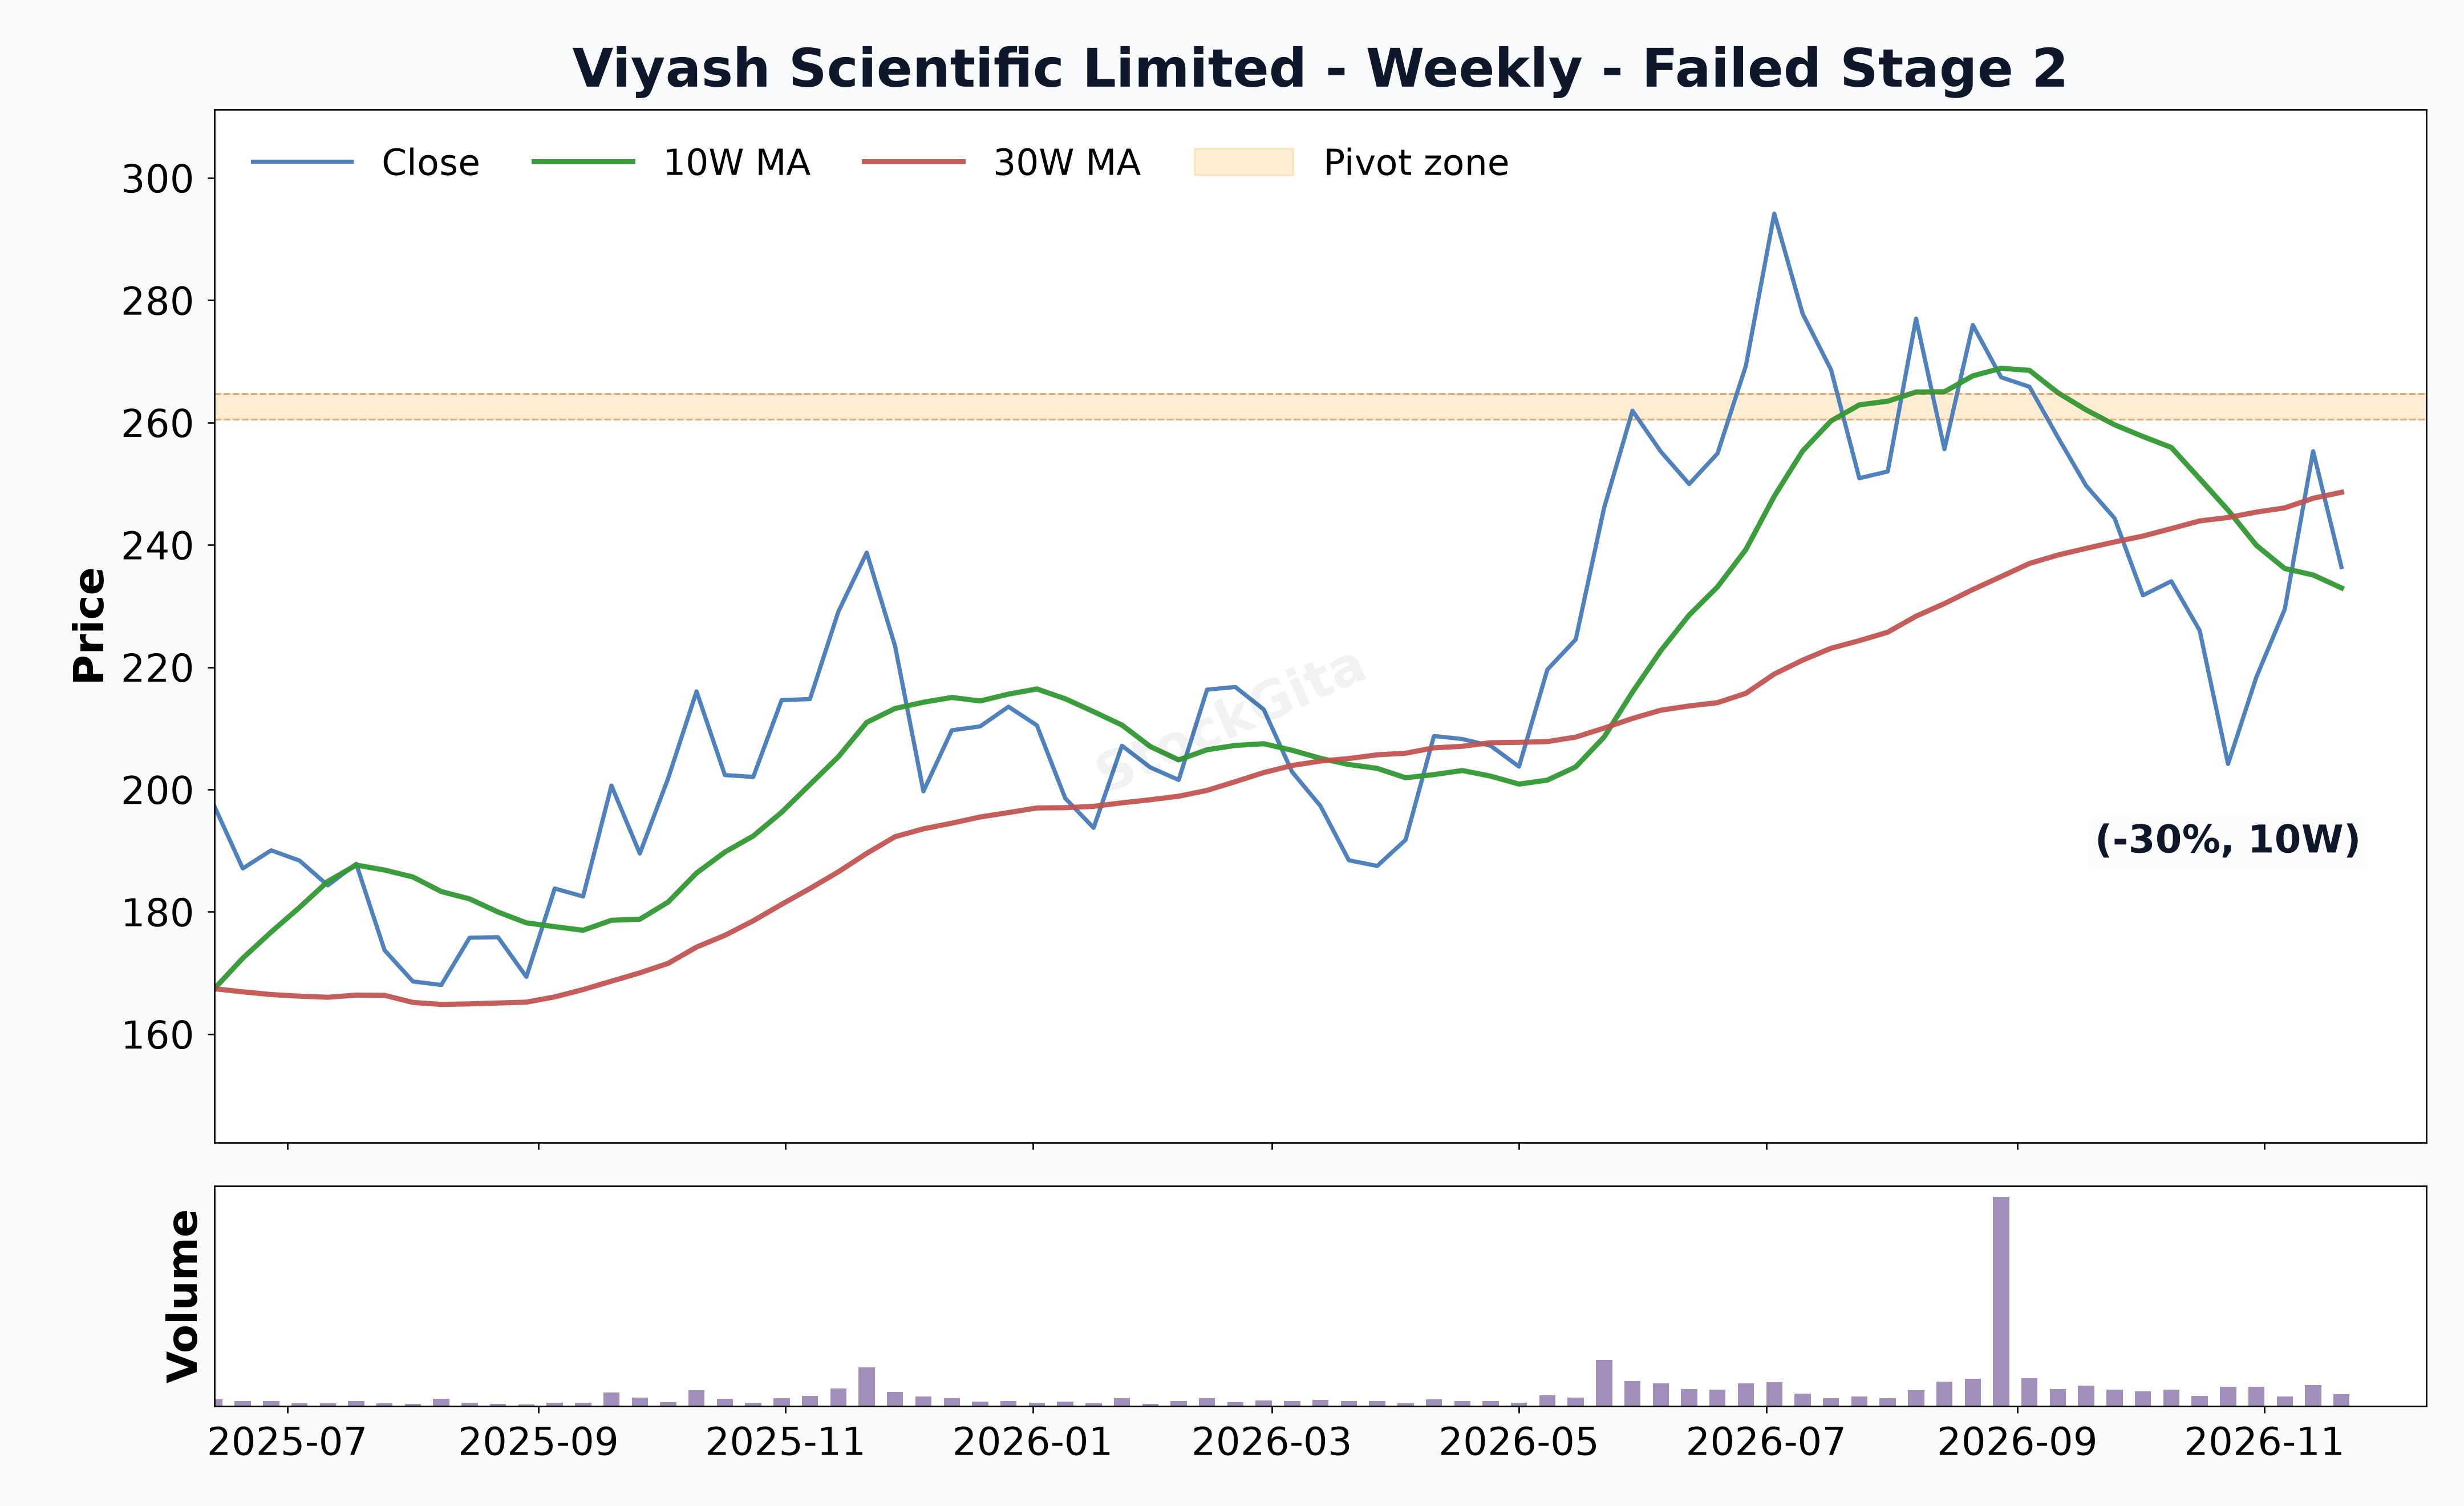 Viyash Scientific Limited - Weekly - Failed Stage 2
Close 10W MA 30W MA Pivot zone
300
280
260
240
220
200
180
160
Price
StockGita
(-30%, 10W)
Volume
2025-07 2025-09 2025-11 2026-01 2026-03 2026-05 2026-07 2026-09 2026-11